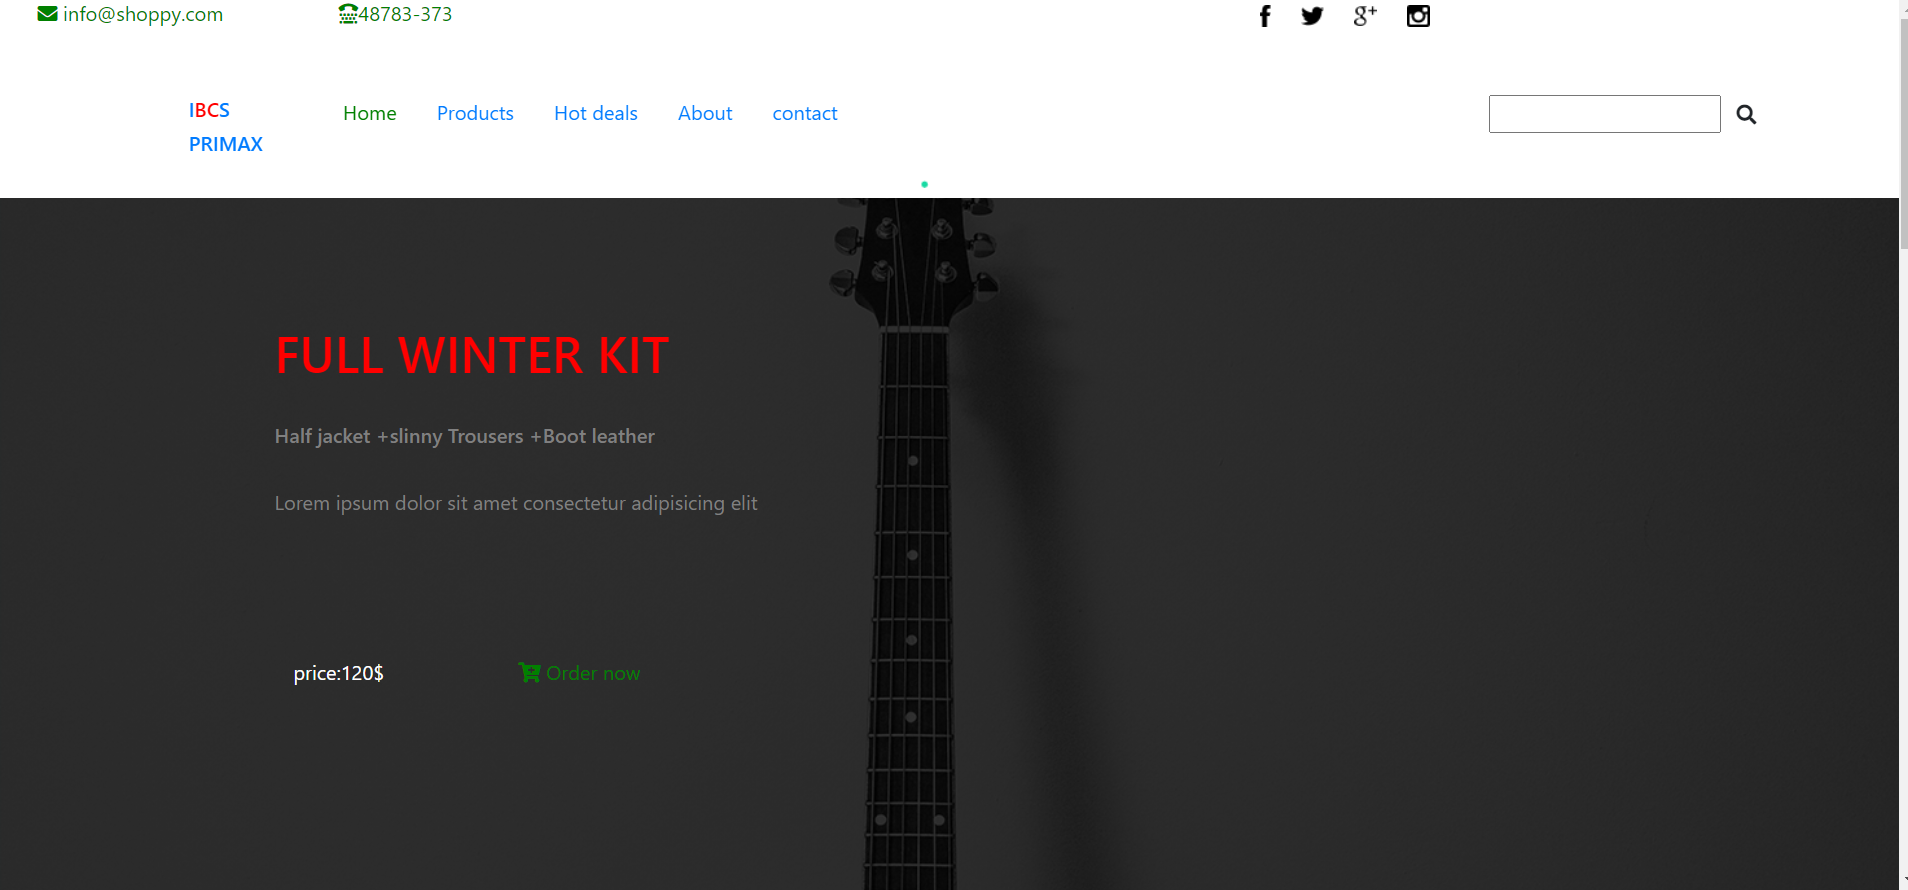 info@shoppy.com
48783-373
IBCS
PRIMAX
Home
Products
Hot deals
About
contact
FULL WINTER KIT
Half jacket +slinny Trousers +Boot leather
Lorem ipsum dolor sit amet consectetur adipisicing elit
price:120$
Order now